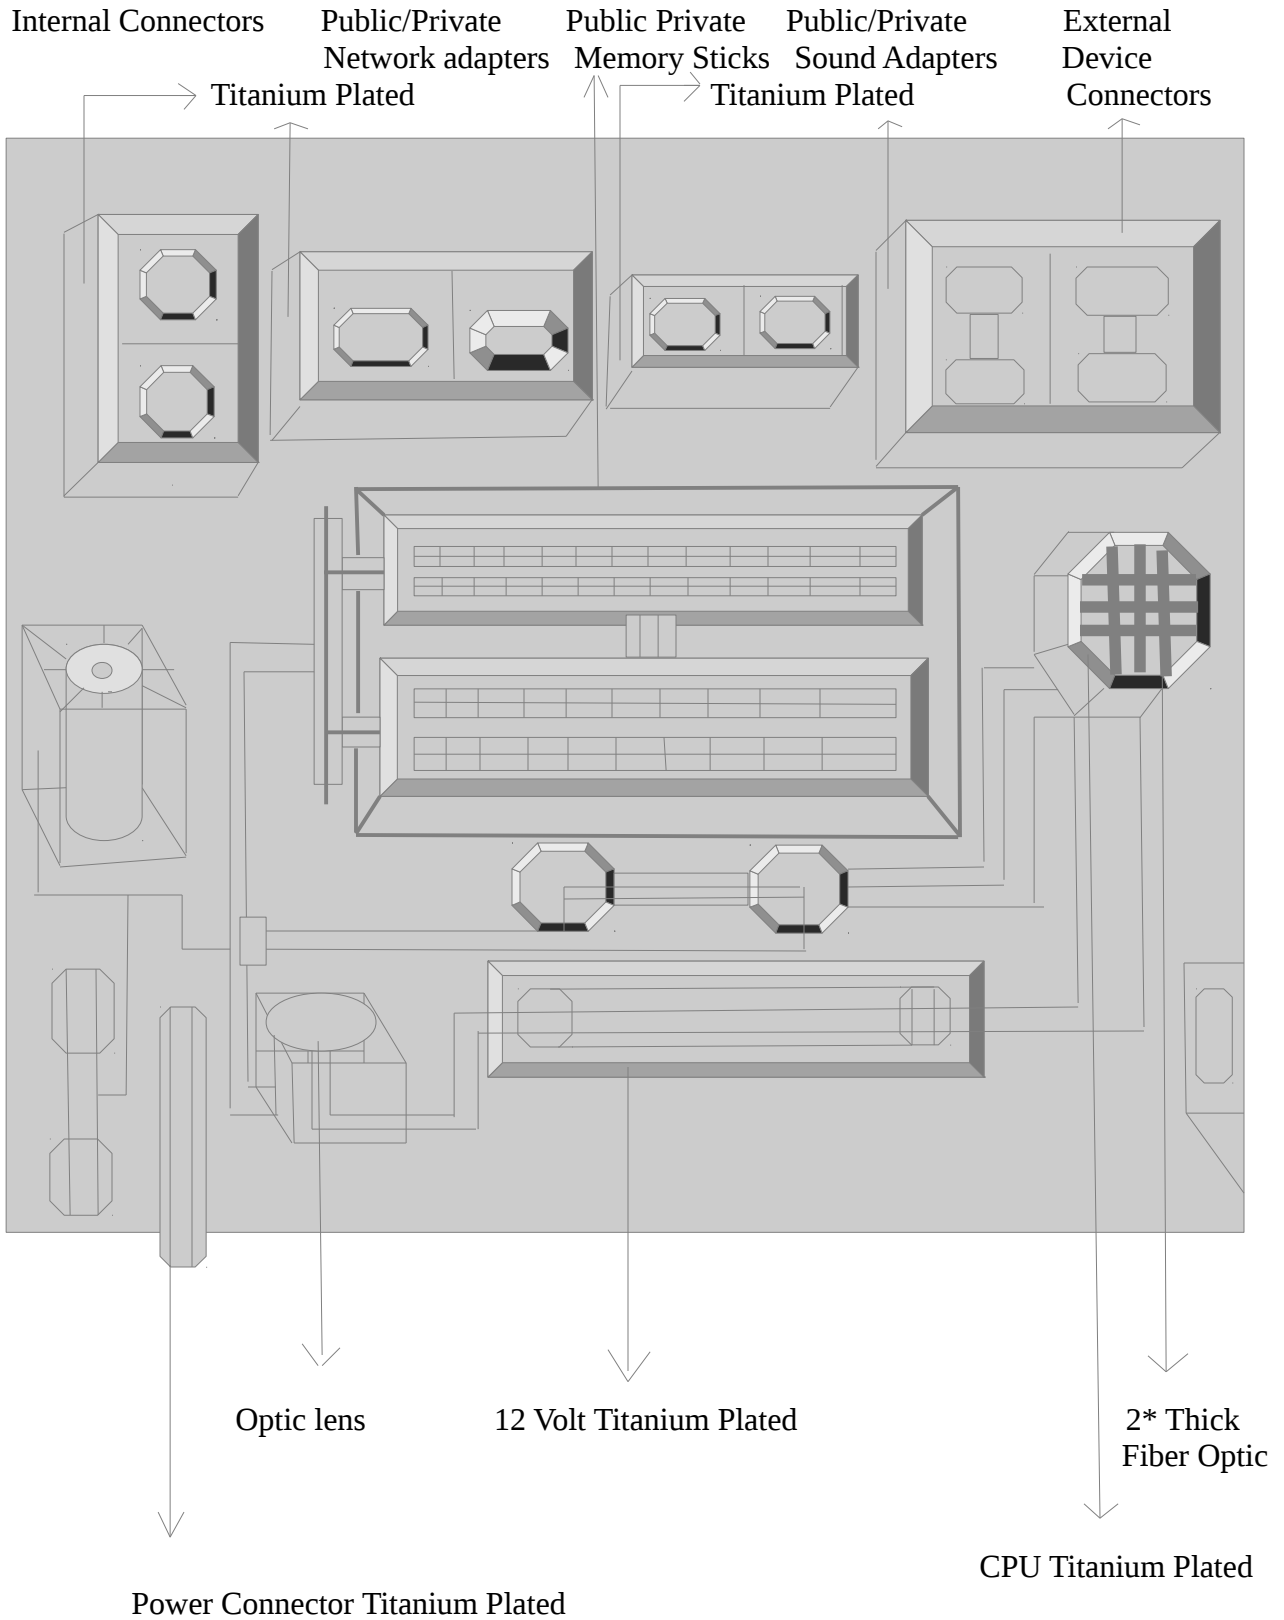 Internal Connectors
Titanium Plated
Public/Private
Network adapters
Public Private
Memory Sticks
Titanium Plated
Public/Private
Sound Adapters
External
Device
Connectors
Optic lens
12 Volt Titanium Plated
2* Thick
Fiber Optic
CPU Titanium Plated
Power Connector Titanium Plated